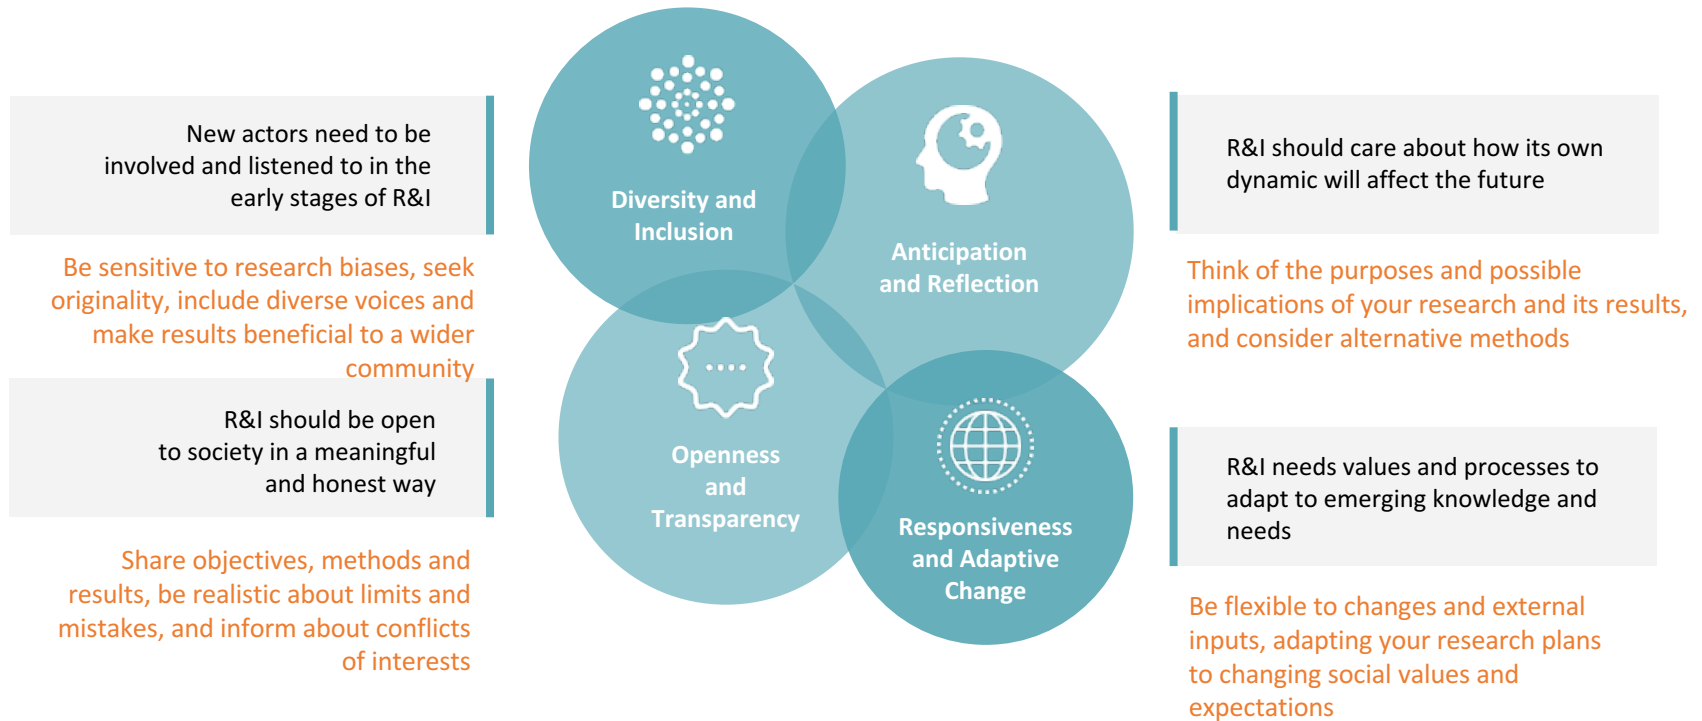 New actors need to be
involved and listened to in the
early stages of R&I
Be sensitive to research biases, seek
originality, include diverse voices and
make results beneficial to a wider
community
R&I should be open
to society in a meaningful
and honest way
Share objectives, methods and
results, be realistic about limits and
mistakes, and inform about conflicts
of interests
Diversity and
Inclusion
Anticipation
and Reflection
Openness
and
Transparency
Responsiveness
and Adaptive
Change
R&I should care about how its own
dynamic will affect the future
Think of the purposes and possible
implications of your research and its results,
and consider alternative methods
R&I needs values and processes to
adapt to emerging knowledge and
needs
Be flexible to changes and external
inputs, adapting your research plans
to changing social values and
expectations